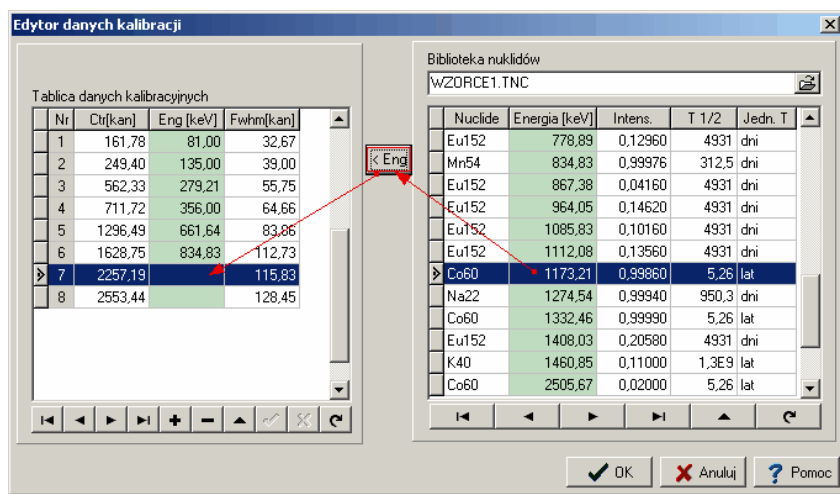 Edytor danych kalibracji
Tablica danych kalibracyjnych
Nr Ctr[kan] Eng [keV] Fwhm[kan]
1 161,78 81,00 32,67
2 249,40 135,00 39,00
3 562,33 279,21 55,75
4 711,72 356,00 64,66
5 1296,49 661,64 83,86
6 1628,75 834,83 112,73
7 2257,19 115,83
8 2553,44 128,45
< Eng
Biblioteka nuklidów
WZORCE1.TNC
Nuclide Energia [keV] Intens. T 1/2 Jedn. T
Eu152 778,89 0,12960 4931 dni
Mn54 834,83 0,99976 312,5 dni
Eu152 867,38 0,04160 4931 dni
Eu152 964,05 0,14620 4931 dni
Eu152 1085,83 0,10160 4931 dni
Eu152 1112,08 0,13560 4931 dni
Co60 1173,21 0,99860 5,26 lat
Na22 1274,54 0,99940 950,3 dni
Co60 1332,46 0,99990 5,26 lat
Eu152 1408,03 0,20580 4931 dni
K40 1460,85 0,11000 1,3E9 lat
Co60 2505,67 0,02000 5,26 lat
OK Anuluj Pomoc